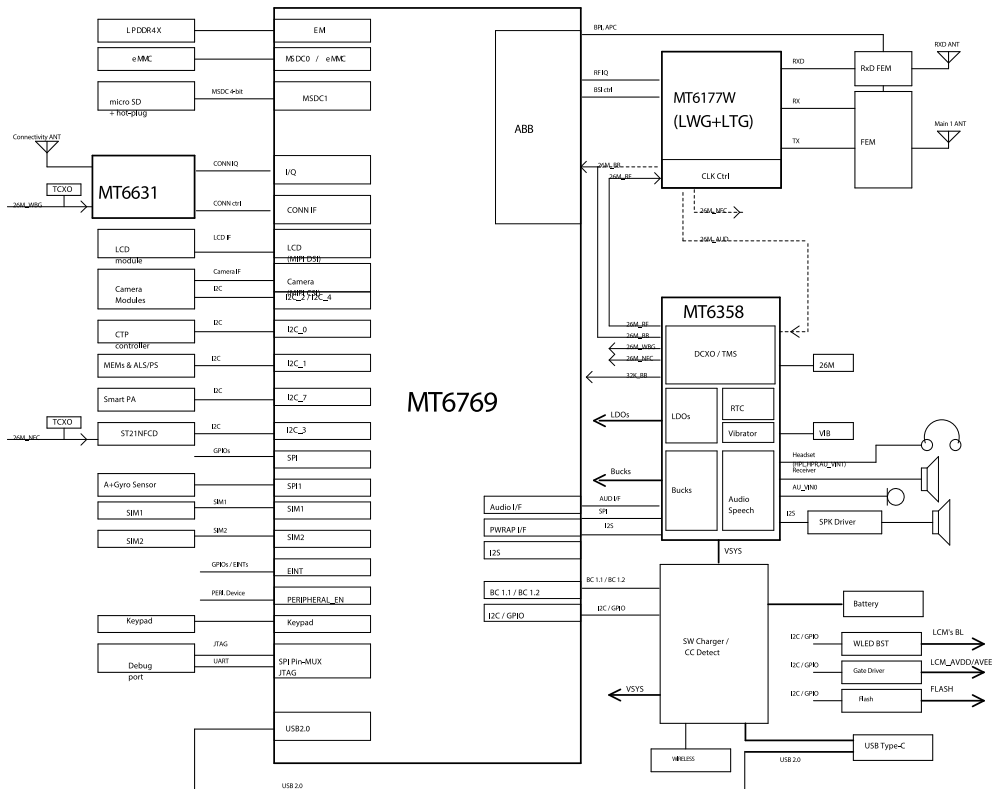 LPDDR4X
EMI
eMMC
MSDC0 / eMMC
micro SD
+ hot-plug
MSDC 4-bit
MSDC1
Connectivity ANT
TCXO
26M_WBG
MT6631
CONN IQ
I/Q
CONN ctrl
CONN IF
LCD
module
LCD IF
LCD
(MIPI DSI)
Camera
Modules
Camera IF
Camera
(MIPI CSI)
I2C
I2C_2 / I2C_4
CTP
controller
I2C
I2C_0
MEMs & ALS/PS
I2C
I2C_1
Smart PA
I2C
I2C_7
TCXO
26M_NFC
ST21NFCD
I2C
I2C_3
GPIOs
SPI
A+Gyro Sensor
SPI1
SIM1
SIM1
SIM1
SIM2
SIM2
SIM2
GPIOs / EINTs
EINT
PERI. Device
PERIPHERAL_EN
Keypad
Keypad
Debug
port
JTAG
UART
SPI Pin-MUX
JTAG
USB2.0
USB 2.0
MT6769
ABB
Audio I/F
PWRAP I/F
I2S
BC 1.1 / BC 1.2
I2C / GPIO
BPI, APC
RF IQ
BSI ctrl
MT6177W
(LWG+LTG)
CLK Ctrl
RXD
RX
TX
RxD FEM
FEM
RXD ANT
Main 1 ANT
26M_BB
26M_RF
26M_NFC
26M_AUD
MT6358
26M_RF
26M_BB
26M_WBG
26M_NFC
32K_BB
DCXO / TMS
26M
LDOs
LDOs
RTC
Vibrator
VIB
Bucks
Bucks
Audio
Speech
Headset
(HPL,HPR,AU_VIN1)
Receiver
AU_VIN0
I2S
SPK Driver
AUD I/F
SPI
I2S
VSYS
BC 1.1 / BC 1.2
I2C / GPIO
SW Charger /
CC Detect
VSYS
WIRELESS
Battery
I2C / GPIO
WLED BST
LCM's BL
I2C / GPIO
Gate Driver
LCM_AVDD/AVEE
I2C / GPIO
Flash
FLASH
USB Type-C
USB 2.0